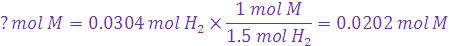 ? mol M = 0.0304 mol H₂ × 1 mol M / 1.5 mol H₂ = 0.0202 mol M